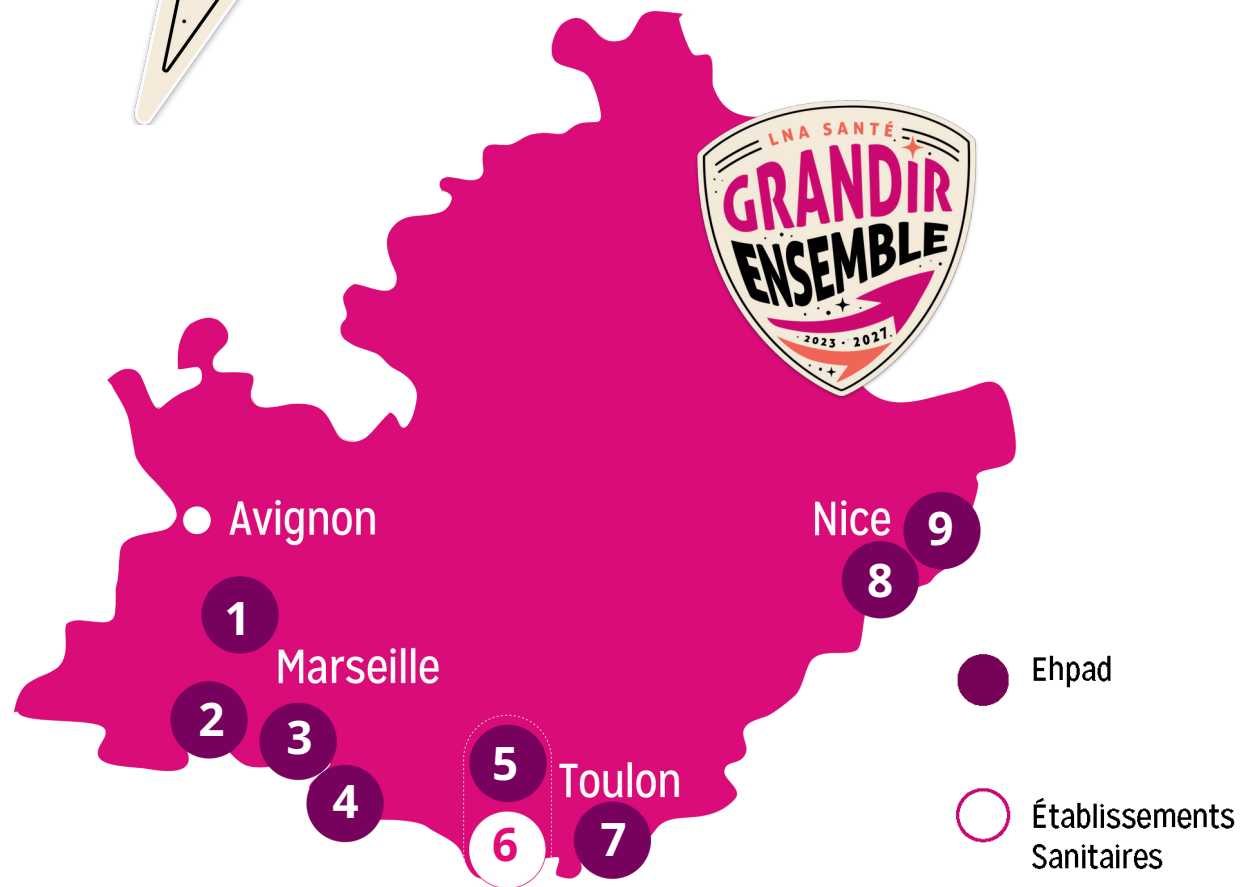 LNA SANTÉ
GRANDIR
ENSEMBLE
· 2023 · 2027 ·
Avignon
Nice
9
8
1
Marseille
2
3
4
5
Toulon
6
7
Ehpad
Établissements
Sanitaires